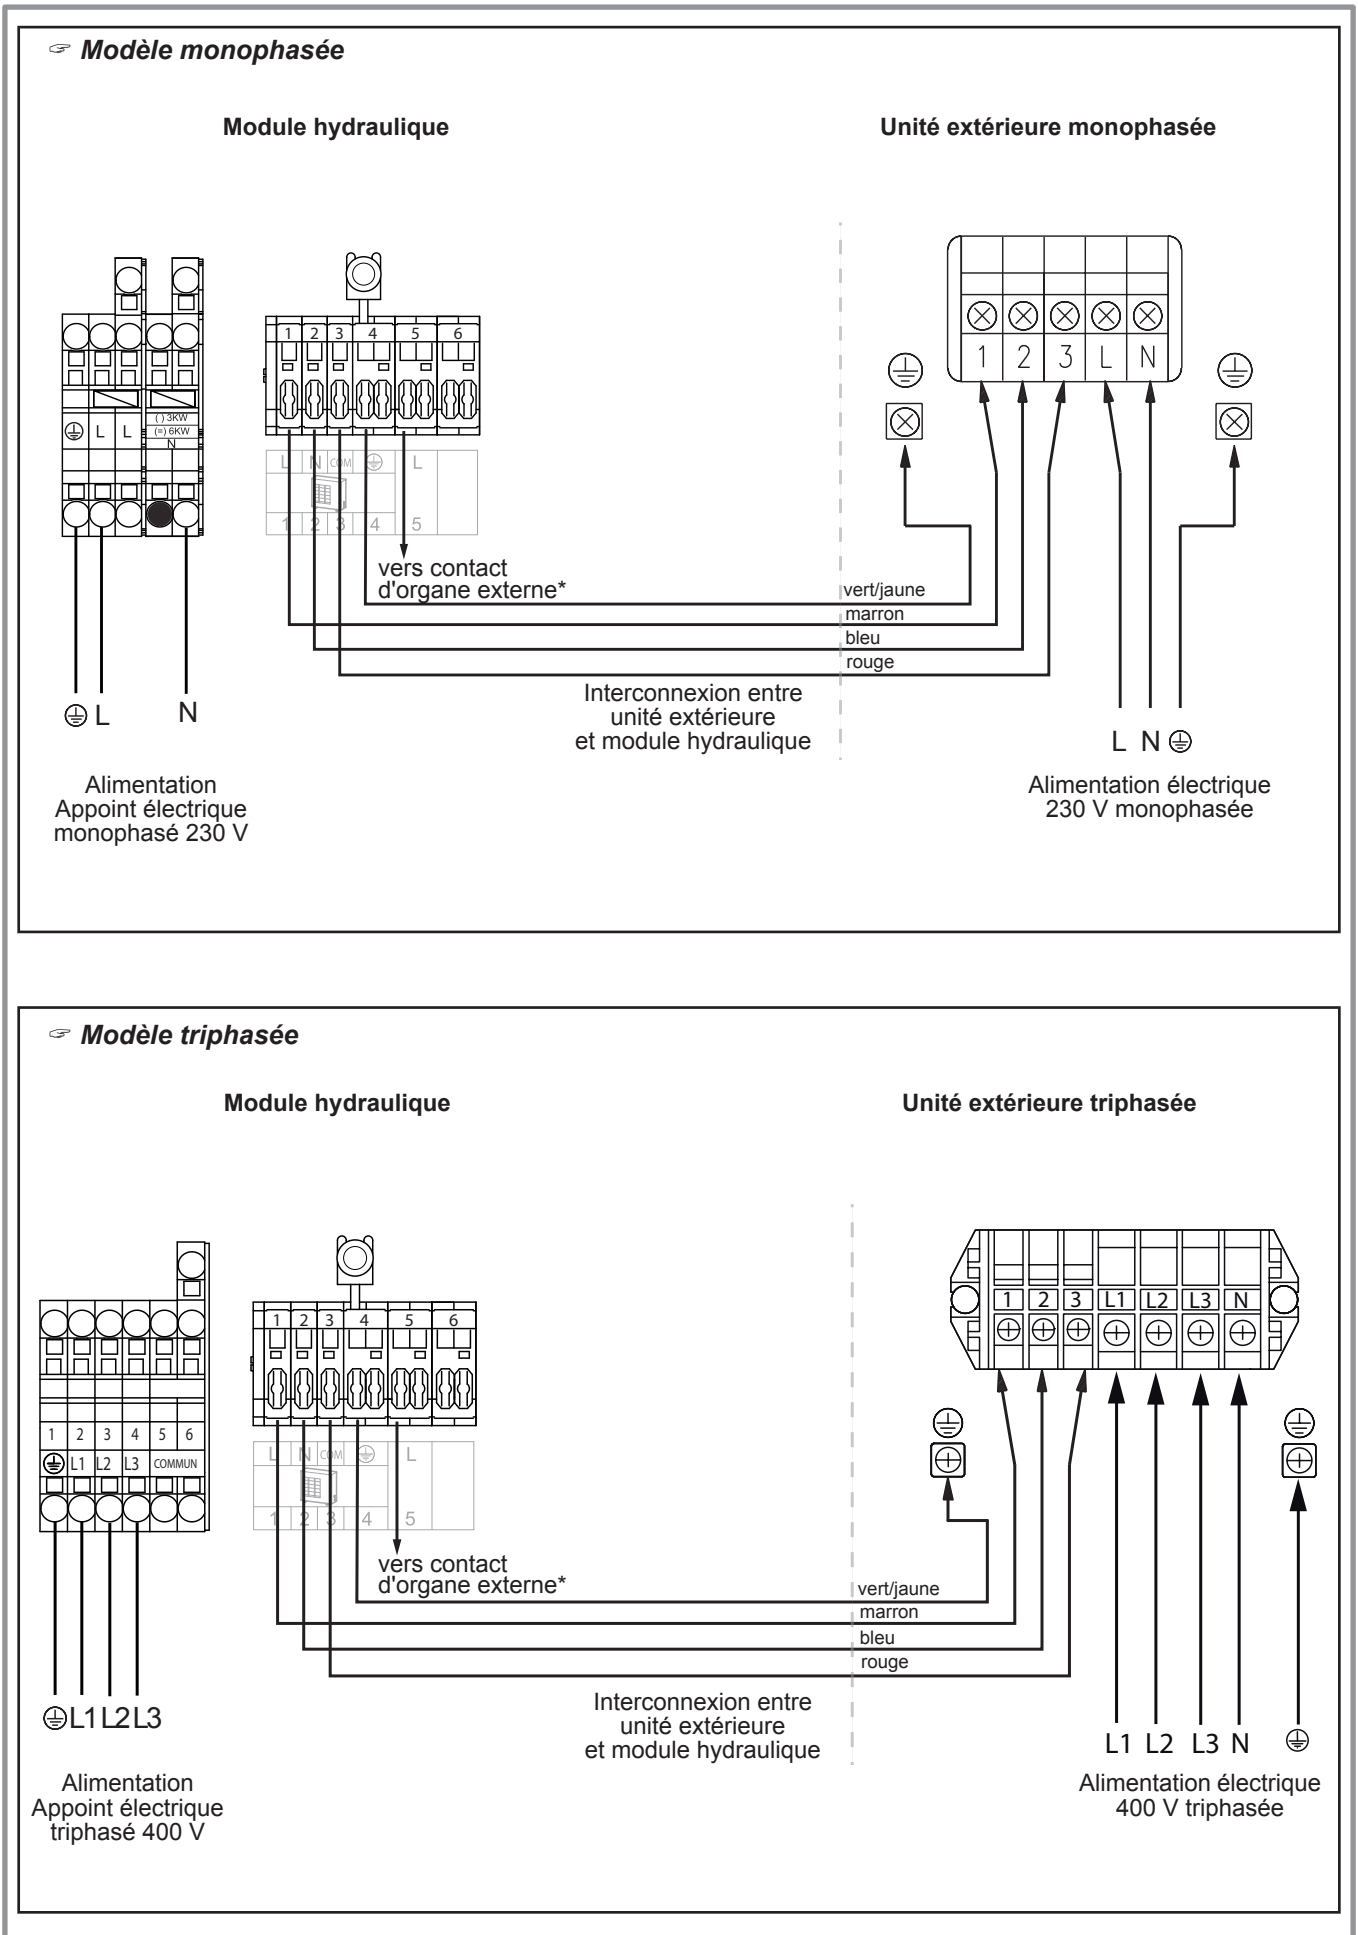 ☞ Modèle monophasée
Module hydraulique
Unité extérieure monophasée
1 2 3 4 5 6
1 2 3 L N
L L
( ) 3KW
(=) 6KW
N
L N COM L
1 2 3 4 5
vers contact
d'organe externe*
vert/jaune
marron
bleu
rouge
Interconnexion entre
unité extérieure
et module hydraulique
L N
L N
Alimentation
Appoint électrique
monophasé 230 V
Alimentation électrique
230 V monophasée
☞ Modèle triphasée
Module hydraulique
Unité extérieure triphasée
1 2 3 4 5 6
1 2 3 L1 L2 L3 N
1 2 3 4 5 6
L1 L2 L3 COMMUN
L N COM L
1 2 3 4 5
vers contact
d'organe externe*
vert/jaune
marron
bleu
rouge
Interconnexion entre
unité extérieure
et module hydraulique
L1 L2 L3
L1 L2 L3 N
Alimentation
Appoint électrique
triphasé 400 V
Alimentation électrique
400 V triphasée